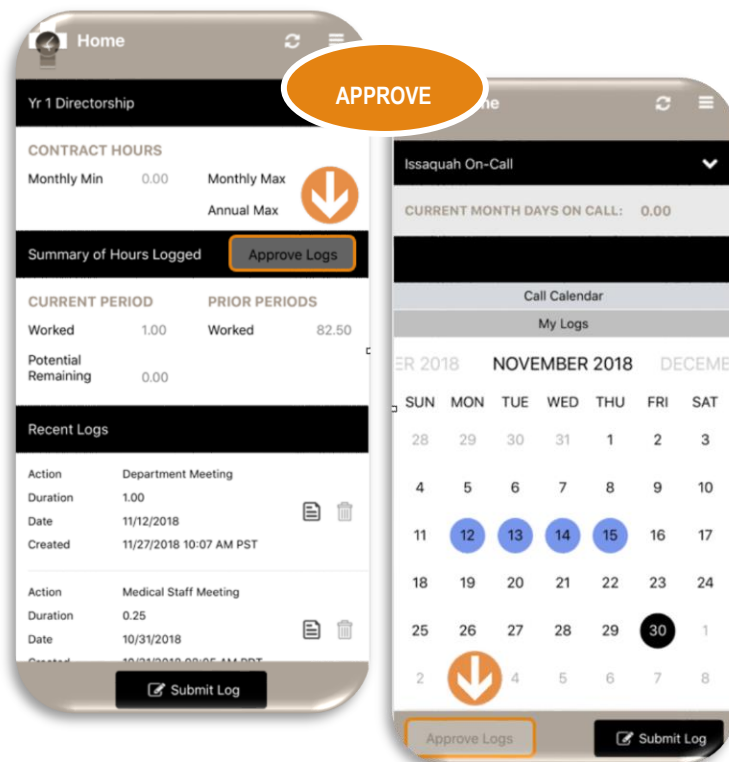 Home
Yr 1 Directorship
CONTRACT HOURS
Monthly Min 0.00 Monthly Max
Annual Max
Summary of Hours Logged Approve Logs
CURRENT PERIOD PRIOR PERIODS
Worked 1.00 Worked 82.50
Potential
Remaining 0.00
Recent Logs
Action Department Meeting
Duration 1.00
Date 11/12/2018
Created 11/27/2018 10:07 AM PST
Action Medical Staff Meeting
Duration 0.25
Date 10/31/2018
Submit Log
APPROVE
Issaquah On-Call
CURRENT MONTH DAYS ON CALL: 0.00
Call Calendar
My Logs
ER 2018 NOVEMBER 2018 DECEME
SUN MON TUE WED THU FRI SAT
28 29 30 31 1 2 3
4 5 6 7 8 9 10
11 12 13 14 15 16 17
18 19 20 21 22 23 24
25 26 27 28 29 30 1
2 4 5 6 7 8
Approve Logs Submit Log